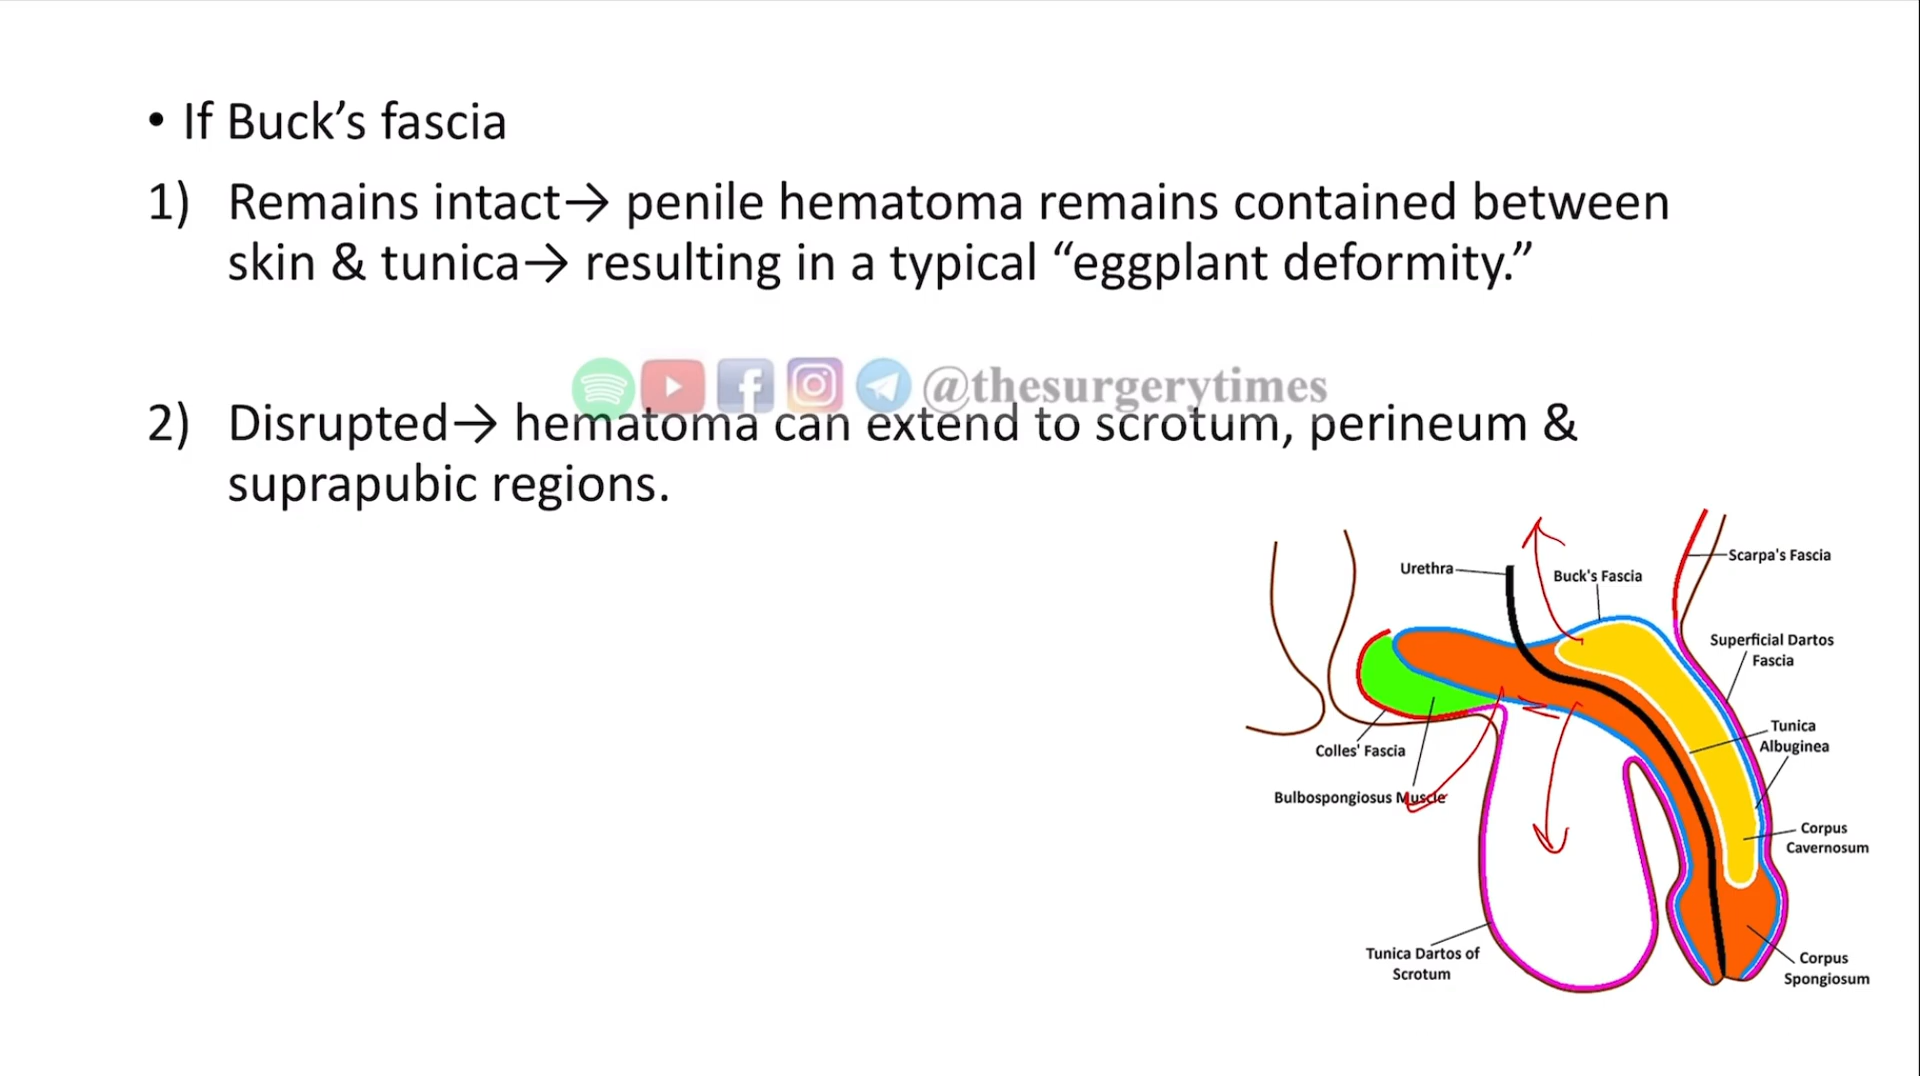 • If Buck’s fascia
1) Remains intact→ penile hematoma remains contained between
skin & tunica→ resulting in a typical “eggplant deformity.”
@thesurgerytimes
2) Disrupted→ hematoma can extend to scrotum, perineum &
suprapubic regions.
Scarpa's Fascia
Urethra
Buck's Fascia
Superficial Dartos
Fascia
Tunica
Albuginea
Colles' Fascia
Bulbospongiosus Muscle
Corpus
Cavernosum
Tunica Dartos of
Scrotum
Corpus
Spongiosum